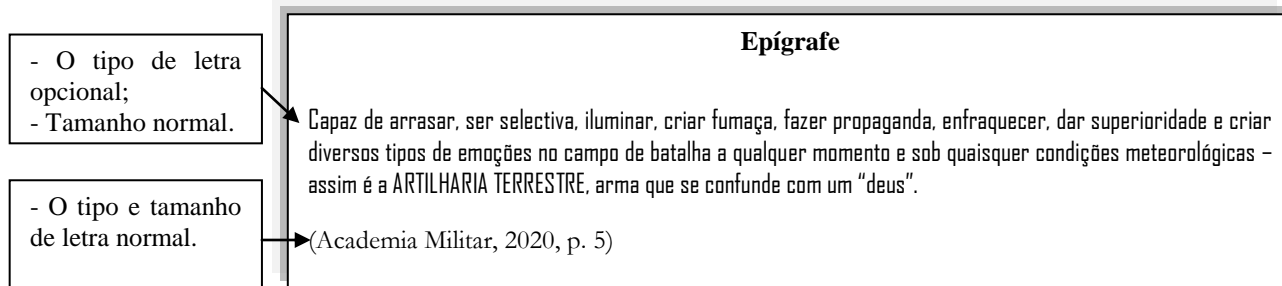 - O tipo de letra
opcional;
- Tamanho normal.
- O tipo e tamanho
de letra normal.
Epígrafe
Capaz de arrasar, ser selectiva, iluminar, criar fumaça, fazer propaganda, enfraquecer, dar superioridade e criar
diversos tipos de emoções no campo de batalha a qualquer momento e sob quaisquer condições meteorológicas –
assim é a ARTILHARIA TERRESTRE, arma que se confunde com um “deus”.
(Academia Militar, 2020, p. 5)